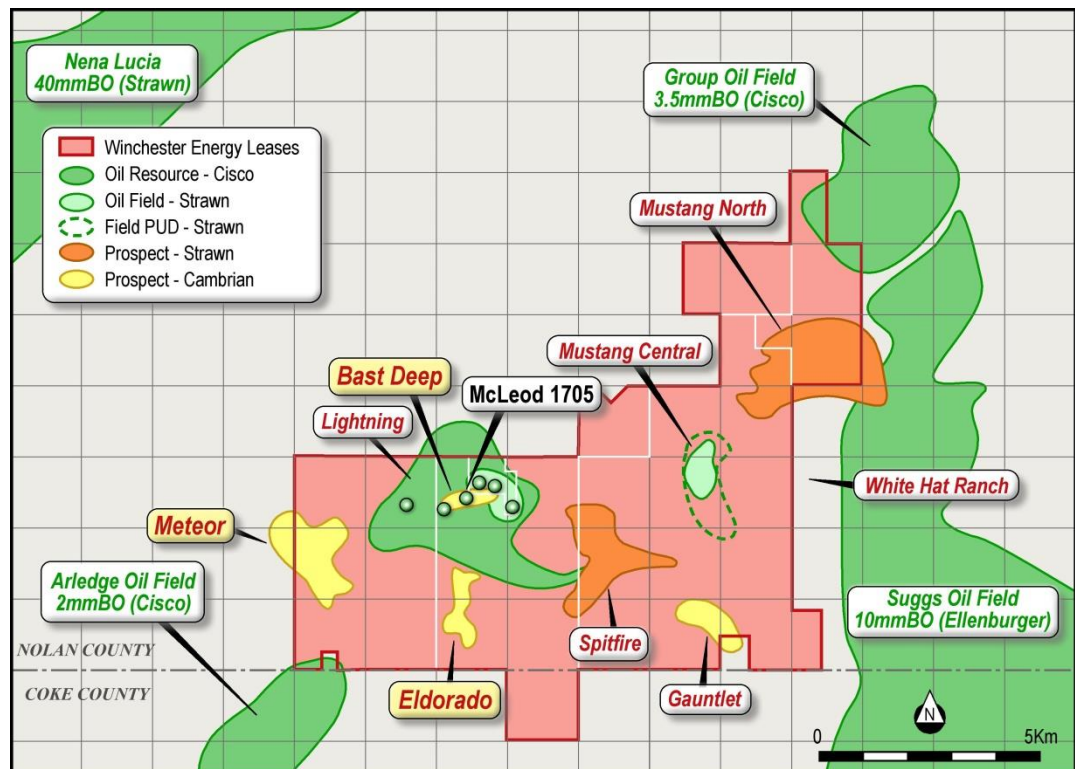 Nena Lucia
40mmBO (Strawn)
Group Oil Field
3.5mmBO (Cisco)
Winchester Energy Leases
Oil Resource - Cisco
Oil Field - Strawn
Field PUD - Strawn
Prospect - Strawn
Prospect - Cambrian
Mustang North
Mustang Central
Bast Deep
McLeod 1705
Lightning
White Hat Ranch
Meteor
Arledge Oil Field
2mmBO (Cisco)
Suggs Oil Field
10mmBO (Ellenburger)
Spitfire
NOLAN COUNTY
COKE COUNTY
Eldorado
Gauntlet
N
0
5Km